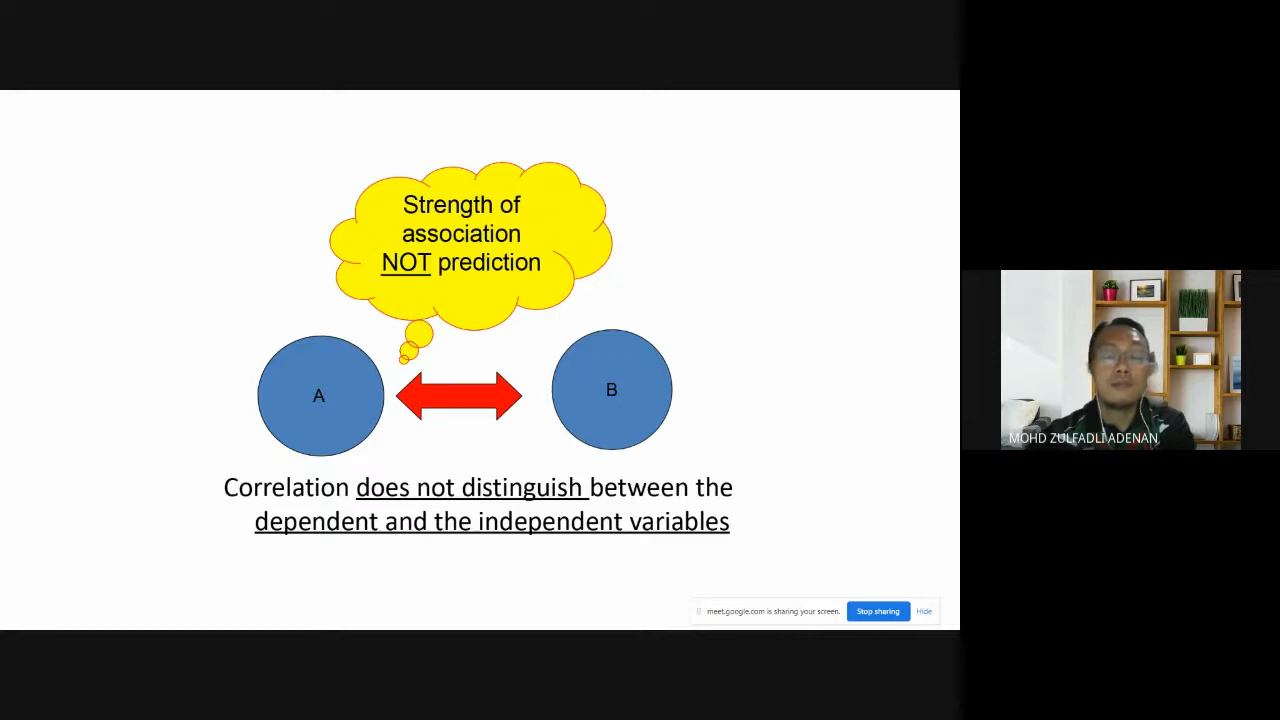 Strength of
association
NOT prediction
A
B
Correlation does not distinguish between the
dependent and the independent variables
meet.google.com is sharing your screen.
Stop sharing
Hide
MOHD ZULFADLI ADENAN